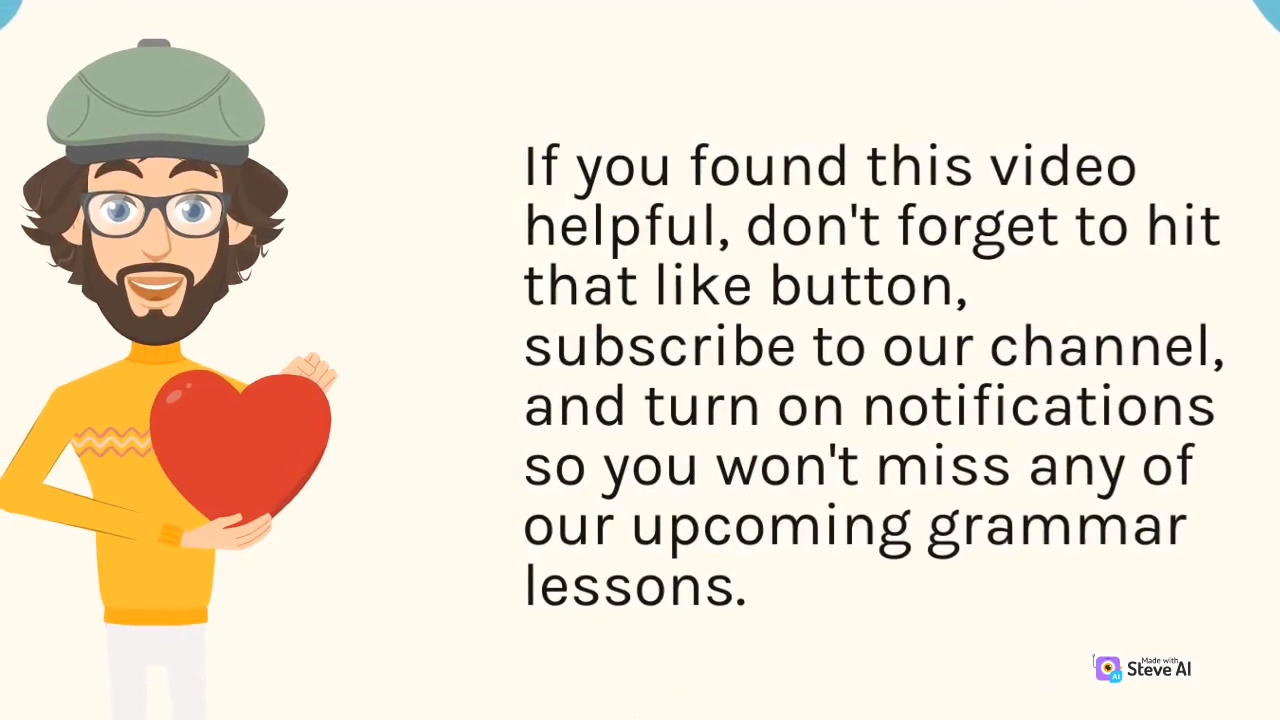 If you found this video
helpful, don't forget to hit
that like button,
subscribe to our channel,
and turn on notifications
so you won't miss any of
our upcoming grammar
lessons.
Made with
Steve AI
AI